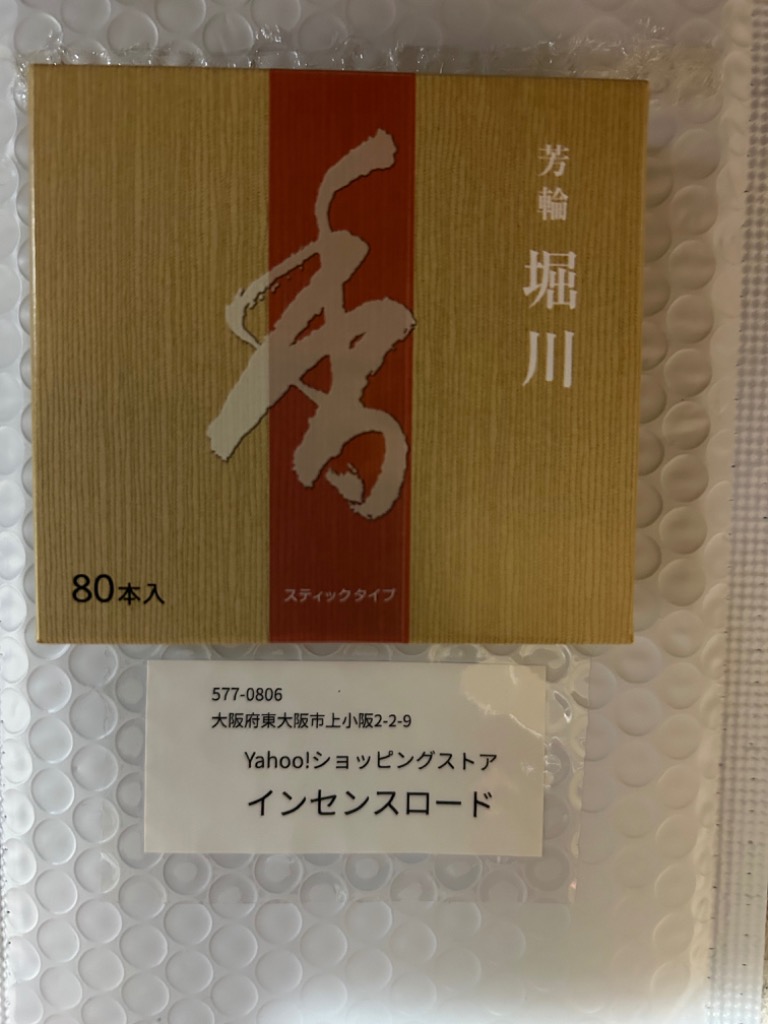 芳輪
堀川
香
80本入
スティックタイプ
577-0806
大阪府東大阪市上小阪2-2-9
Yahoo!ショッピングストア
インセンスロード